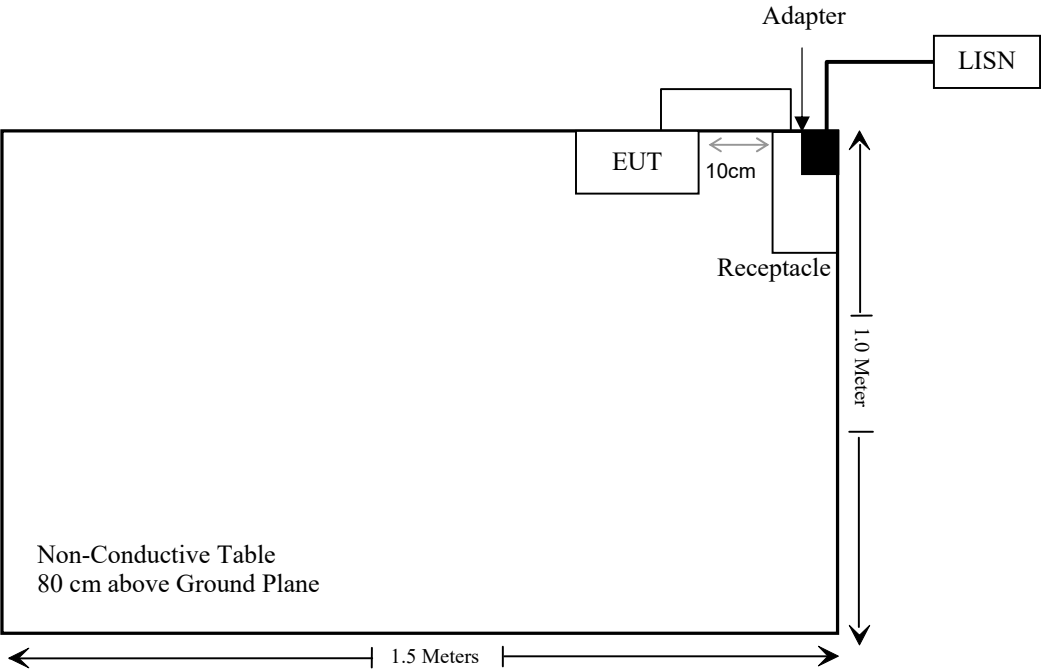 Adapter
LISN
EUT
10cm
Receptacle
1.0 Meter
Non-Conductive Table
80 cm above Ground Plane
1.5 Meters